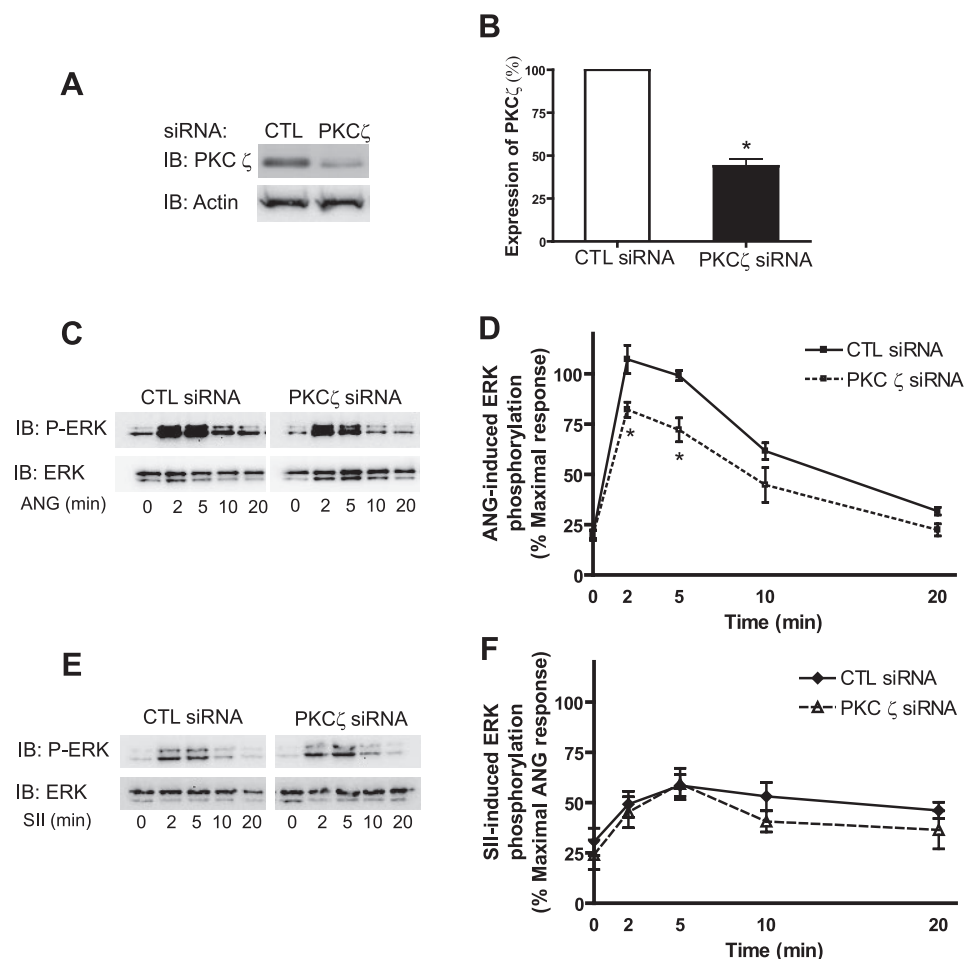 A
siRNA: CTL PKCζ
IB: PKC ζ
IB: Actin
B
Expression of PKCζ (%)
100
75
50
25
0
*
CTL siRNA PKCζ siRNA
C
CTL siRNA PKCζ siRNA
IB: P-ERK
IB: ERK
ANG (min) 0 2 5 10 20 0 2 5 10 20
D
ANG-induced ERK
phosphorylation
(% Maximal response)
100
75
50
25
0
CTL siRNA
PKC ζ siRNA
*
*
0 2 5 10 20
Time (min)
E
CTL siRNA PKCζ siRNA
IB: P-ERK
IB: ERK
SII (min) 0 2 5 10 20 0 2 5 10 20
F
SII-induced ERK
phosphorylation
(% Maximal ANG response)
100
75
50
25
0
CTL siRNA
PKC ζ siRNA
0 2 5 10 20
Time (min)